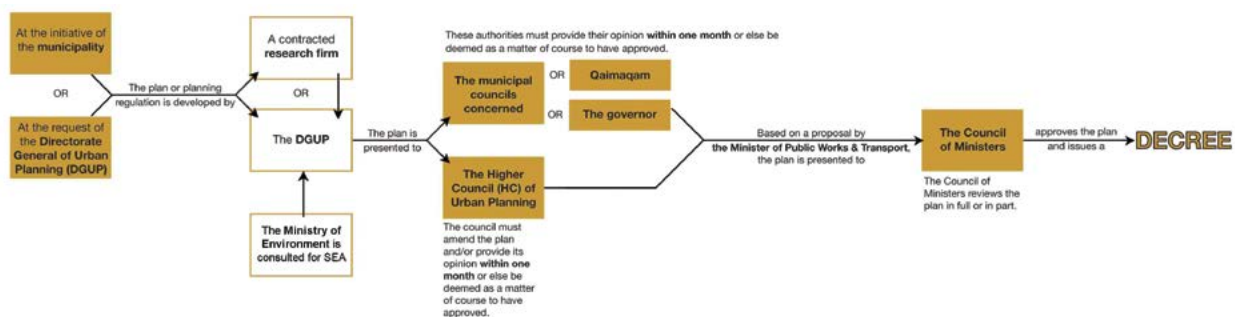 At the initiative of
the municipality
OR
At the request of
the Directorate
General of Urban
Planning (DGUP)
The plan or planning
regulation is developed by
A contracted
research firm
OR
The DGUP
The Ministry of
Environment is
consulted for SEA
The plan is
presented to
These authorities must provide their opinion within one month or else be
deemed as a matter of course to have approved.
The municipal
councils
concerned
OR
Qaimaqam
OR
The governor
The Higher
Council (HC) of
Urban Planning
The council must
amend the plan
and/or provide its
opinion within one
month or else be
deemed as a matter
of course to have
approved.
Based on a proposal by
the Minister of Public Works & Transport,
the plan is presented to
The Council
of Ministers
The Council of
Ministers reviews the
plan in full or in part.
approves the plan
and issues a
DECREE